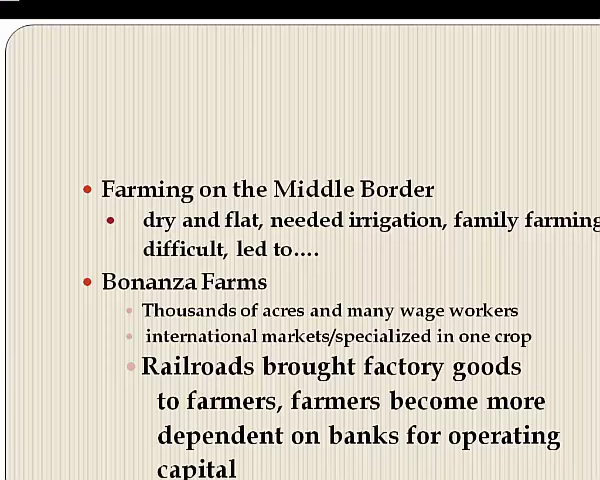 Farming on the Middle Border
dry and flat, needed irrigation, family farming
difficult, led to....
Bonanza Farms
Thousands of acres and many wage workers
international markets/specialized in one crop
Railroads brought factory goods
to farmers, farmers become more
dependent on banks for operating
capital